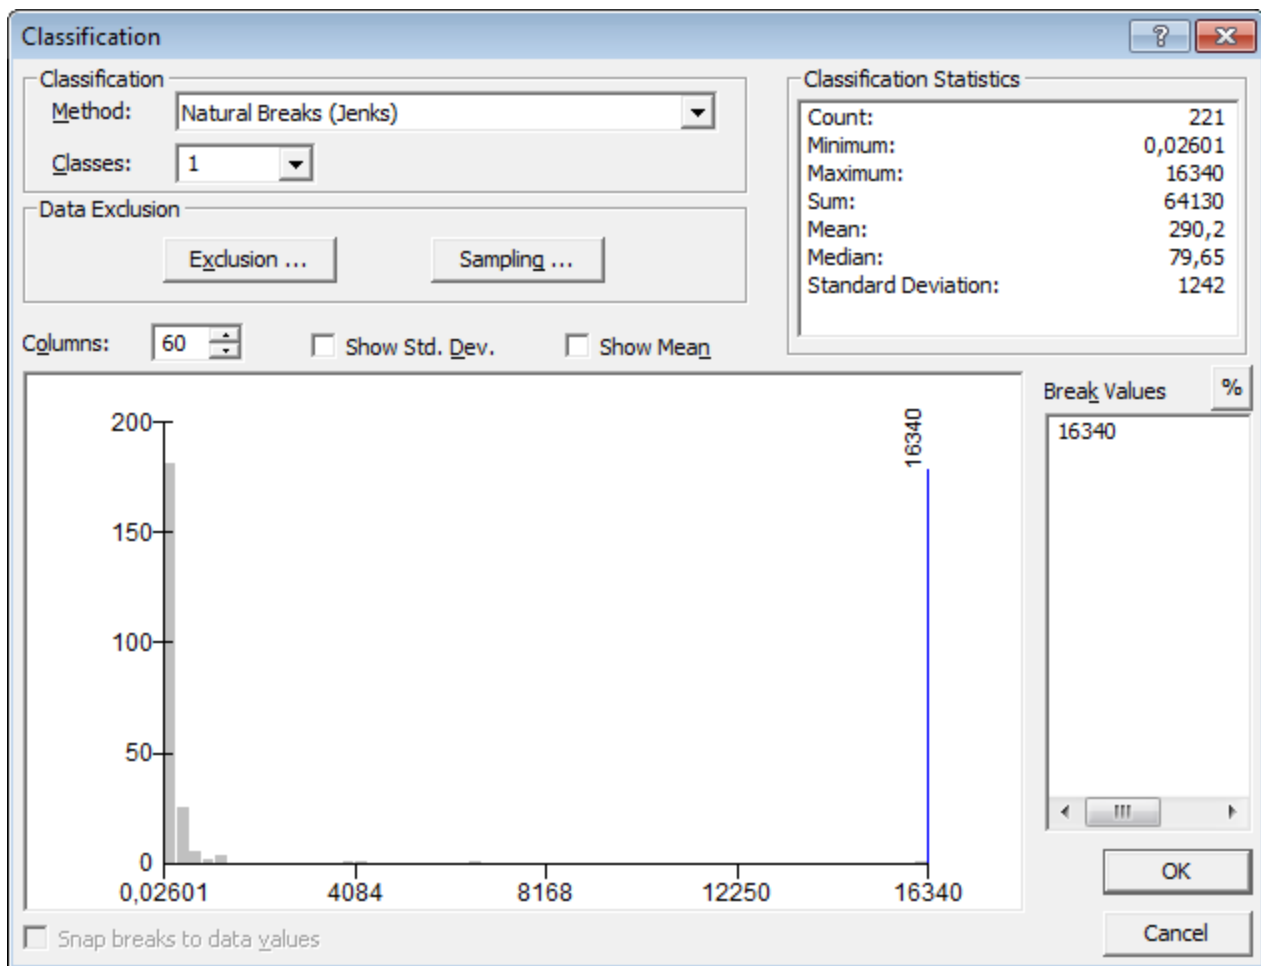 Classification
Classification
Method: Natural Breaks (Jenks)
Classes: 1
Data Exclusion
Exclusion ...
Sampling ...
Classification Statistics
Count: 221
Minimum: 0,02601
Maximum: 16340
Sum: 64130
Mean: 290,2
Median: 79,65
Standard Deviation: 1242
Columns: 60
Show Std. Dev.
Show Mean
Break Values
%
16340
200
150
100
50
0
16340
0,02601 4084 8168 12250 16340
Snap breaks to data values
OK
Cancel